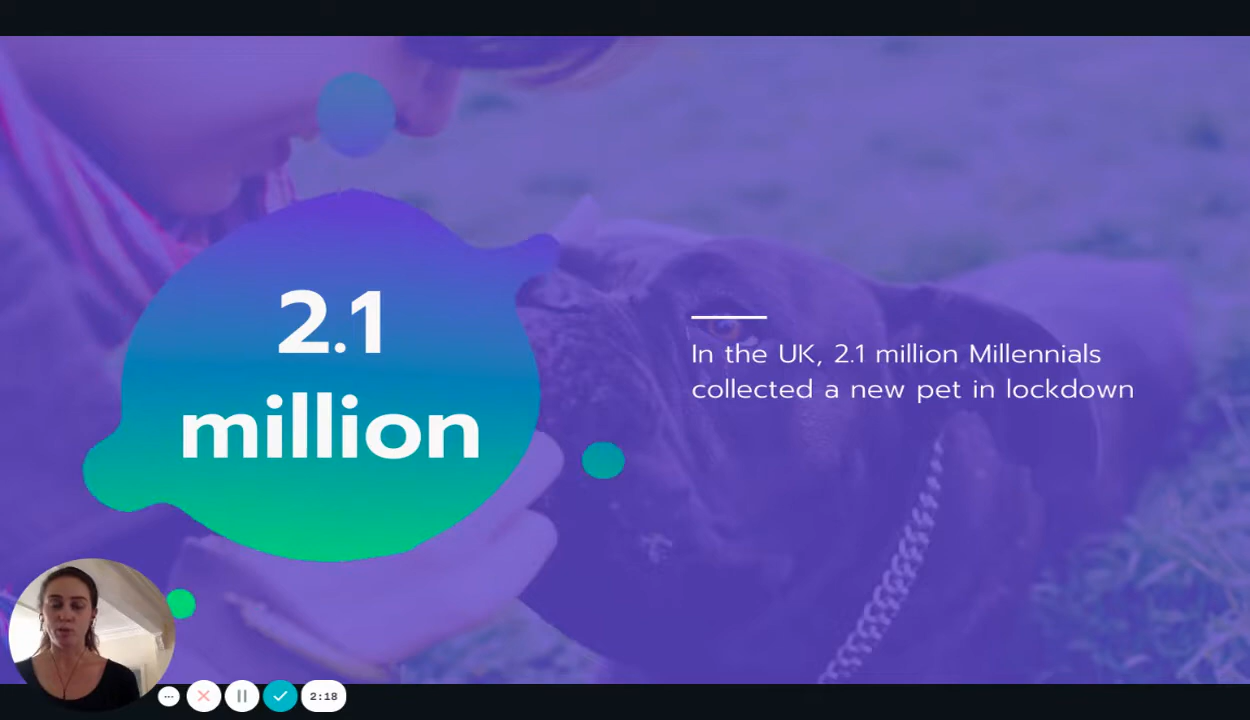 2.1
million
In the UK, 2.1 million Millennials
collected a new pet in lockdown
2:18